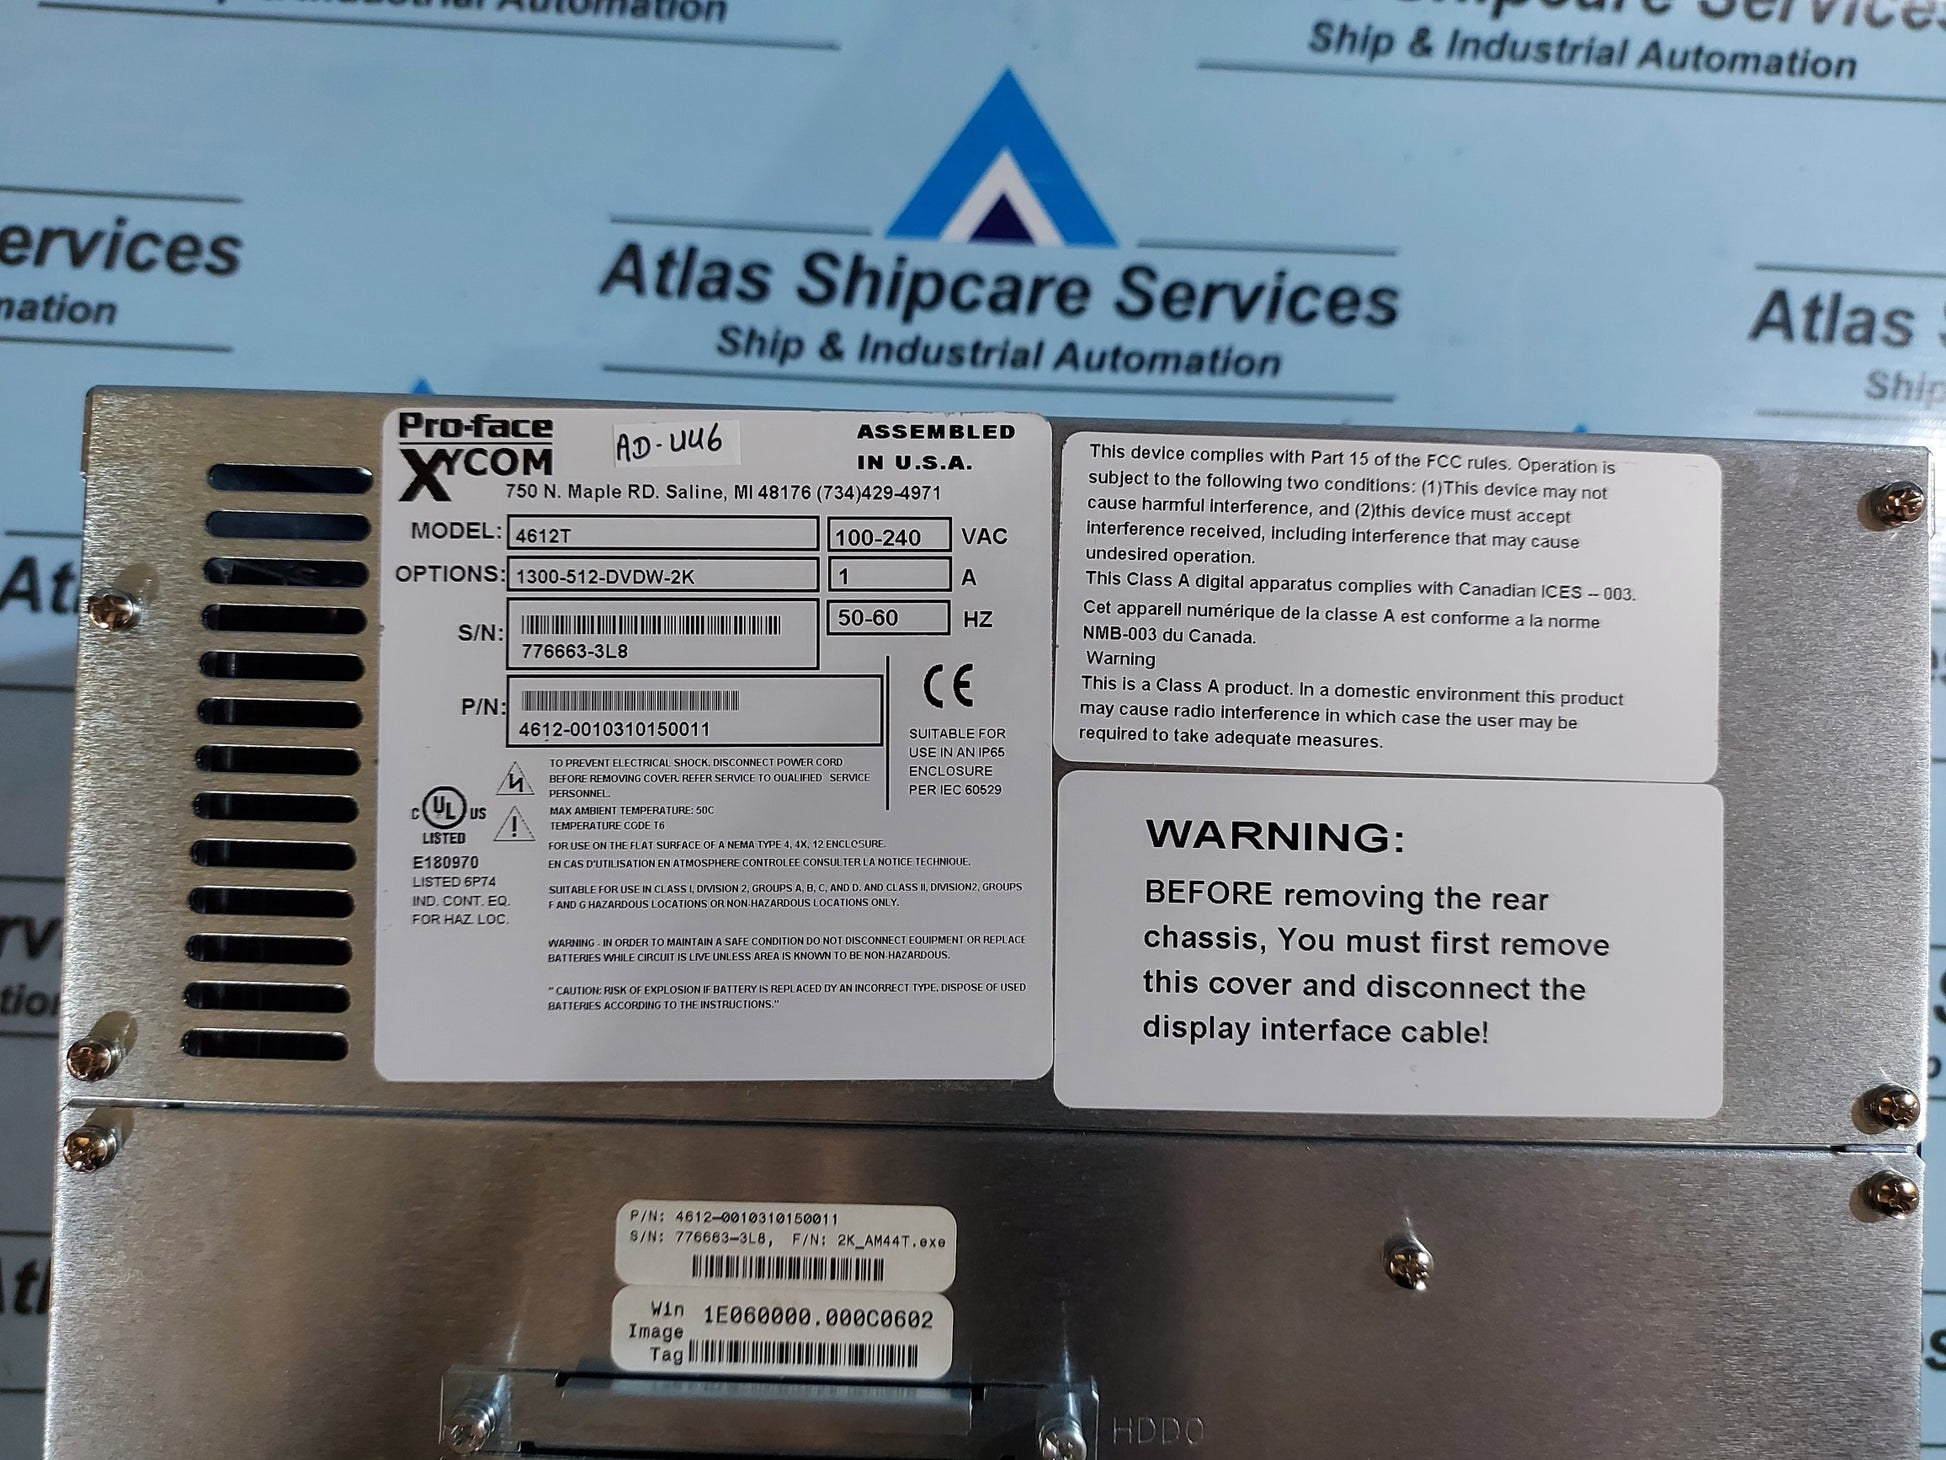 Automation
Shipcare Services
Ship & Industrial Automation
ervices
mation
Atlas Shipcare Services
Ship & Industrial Automation
Atlas
Ship
Pro-face
XYCOM
AD-446
ASSEMBLED
IN U.S.A.
750 N. Maple RD. Saline, MI 48176 (734)429-4971
MODEL: 4612T 100-240 VAC
OPTIONS: 1300-512-DVDW-2K 1 A
50-60 HZ
S/N: 776663-3L8
P/N: 4612-0010310150011
CE
SUITABLE FOR
USE IN AN IP65
ENCLOSURE
PER IEC 60529
C UL US
LISTED
E180970
LISTED 6P74
IND. CONT. EQ.
FOR HAZ. LOC.
TO PREVENT ELECTRICAL SHOCK. DISCONNECT POWER CORD
BEFORE REMOVING COVER. REFER SERVICE TO QUALIFIED SERVICE
PERSONNEL.
MAX AMBIENT TEMPERATURE: 50C
TEMPERATURE CODE T6
FOR USE ON THE FLAT SURFACE OF A NEMA TYPE 4, 4X, 12 ENCLOSURE.
EN CAS D'UTILISATION EN ATMOSPHERE CONTROLEE CONSULTER LA NOTICE TECHNIQUE.
SUITABLE FOR USE IN CLASS I, DIVISION 2, GROUPS A, B, C, AND D. AND CLASS II, DIVISION2, GROUPS
F AND G HAZARDOUS LOCATIONS OR NON-HAZARDOUS LOCATIONS ONLY.
WARNING - IN ORDER TO MAINTAIN A SAFE CONDITION DO NOT DISCONNECT EQUIPMENT OR REPLACE
BATTERIES WHILE CIRCUIT IS LIVE UNLESS AREA IS KNOWN TO BE NON-HAZARDOUS.
" CAUTION: RISK OF EXPLOSION IF BATTERY IS REPLACED BY AN INCORRECT TYPE. DISPOSE OF USED
BATTERIES ACCORDING TO THE INSTRUCTIONS."
This device complies with Part 15 of the FCC rules. Operation is
subject to the following two conditions: (1)This device may not
cause harmful interference, and (2)this device must accept
interference received, including interference that may cause
undesired operation.
This Class A digital apparatus complies with Canadian ICES – 003.
Cet appareil numérique de la classe A est conforme a la norme
NMB-003 du Canada.
Warning
This is a Class A product. In a domestic environment this product
may cause radio interference in which case the user may be
required to take adequate measures.
WARNING:
BEFORE removing the rear
chassis, You must first remove
this cover and disconnect the
display interface cable!
P/N: 4612-0010310150011
S/N: 776663-3L8, F/N: 2K_AM44T.exe
Win 1E060000.000C0602
Image
Tag
HDD0